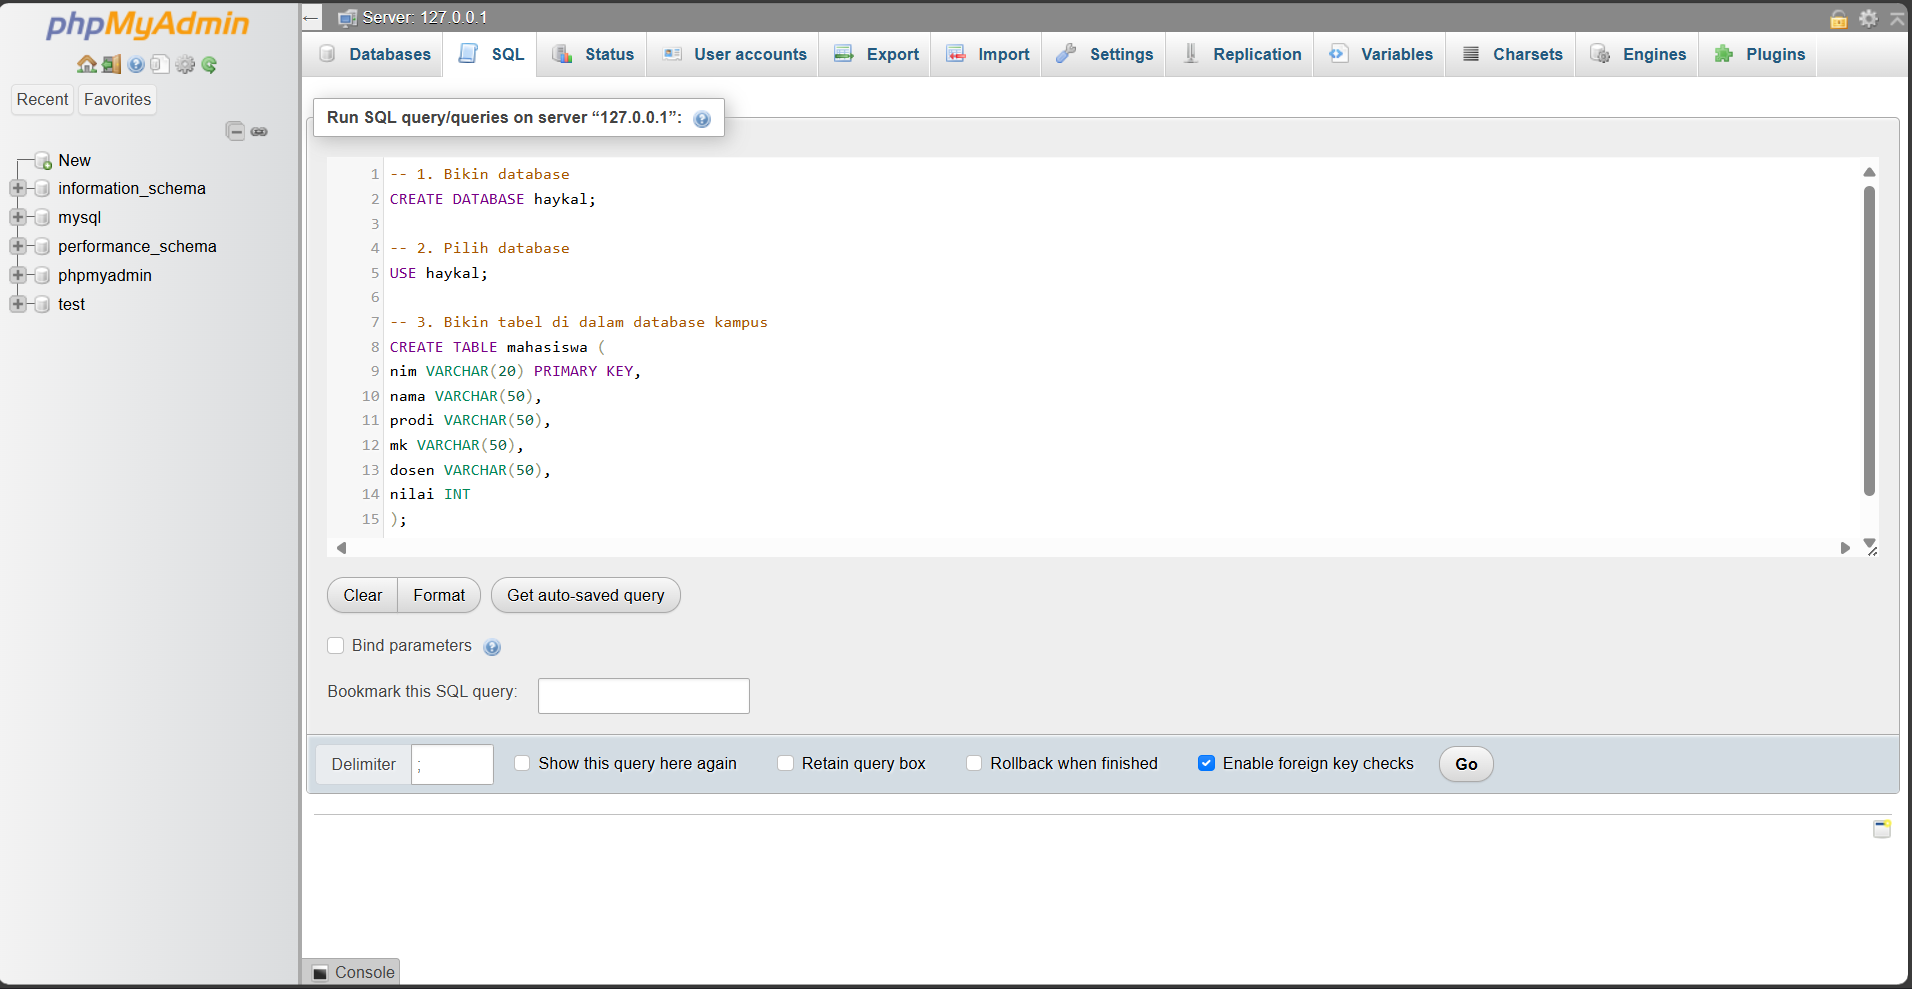 phpMyAdmin
Recent Favorites
New
information_schema
mysql
performance_schema
phpmyadmin
test
Server: 127.0.0.1
Databases SQL Status User accounts Export Import Settings Replication Variables Charsets Engines Plugins
Run SQL query/queries on server “127.0.0.1”:
1 -- 1. Bikin database
2 CREATE DATABASE haykal;
3
4 -- 2. Pilih database
5 USE haykal;
6
7 -- 3. Bikin tabel di dalam database kampus
8 CREATE TABLE mahasiswa (
9 nim VARCHAR(20) PRIMARY KEY,
10 nama VARCHAR(50),
11 prodi VARCHAR(50),
12 mk VARCHAR(50),
13 dosen VARCHAR(50),
14 nilai INT
15 );
Clear Format Get auto-saved query
Bind parameters
Bookmark this SQL query:
Delimiter ; Show this query here again Retain query box Rollback when finished Enable foreign key checks Go
Console